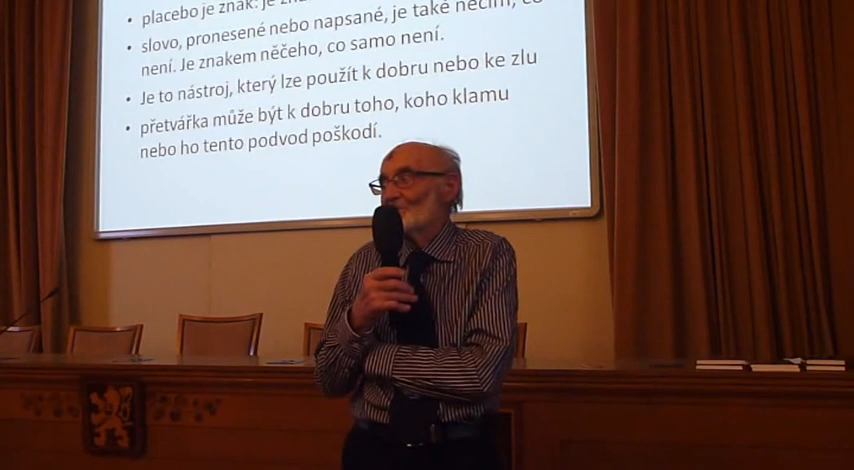 placebo je znak: je
slovo, pronesené nebo napsané, je také něčím, co
není. Je znakem něčeho, co samo není.
Je to nástroj, který lze použít k dobru nebo ke zlu
přetvářka může být k dobru toho, koho klamu
nebo ho tento podvod poškodí.